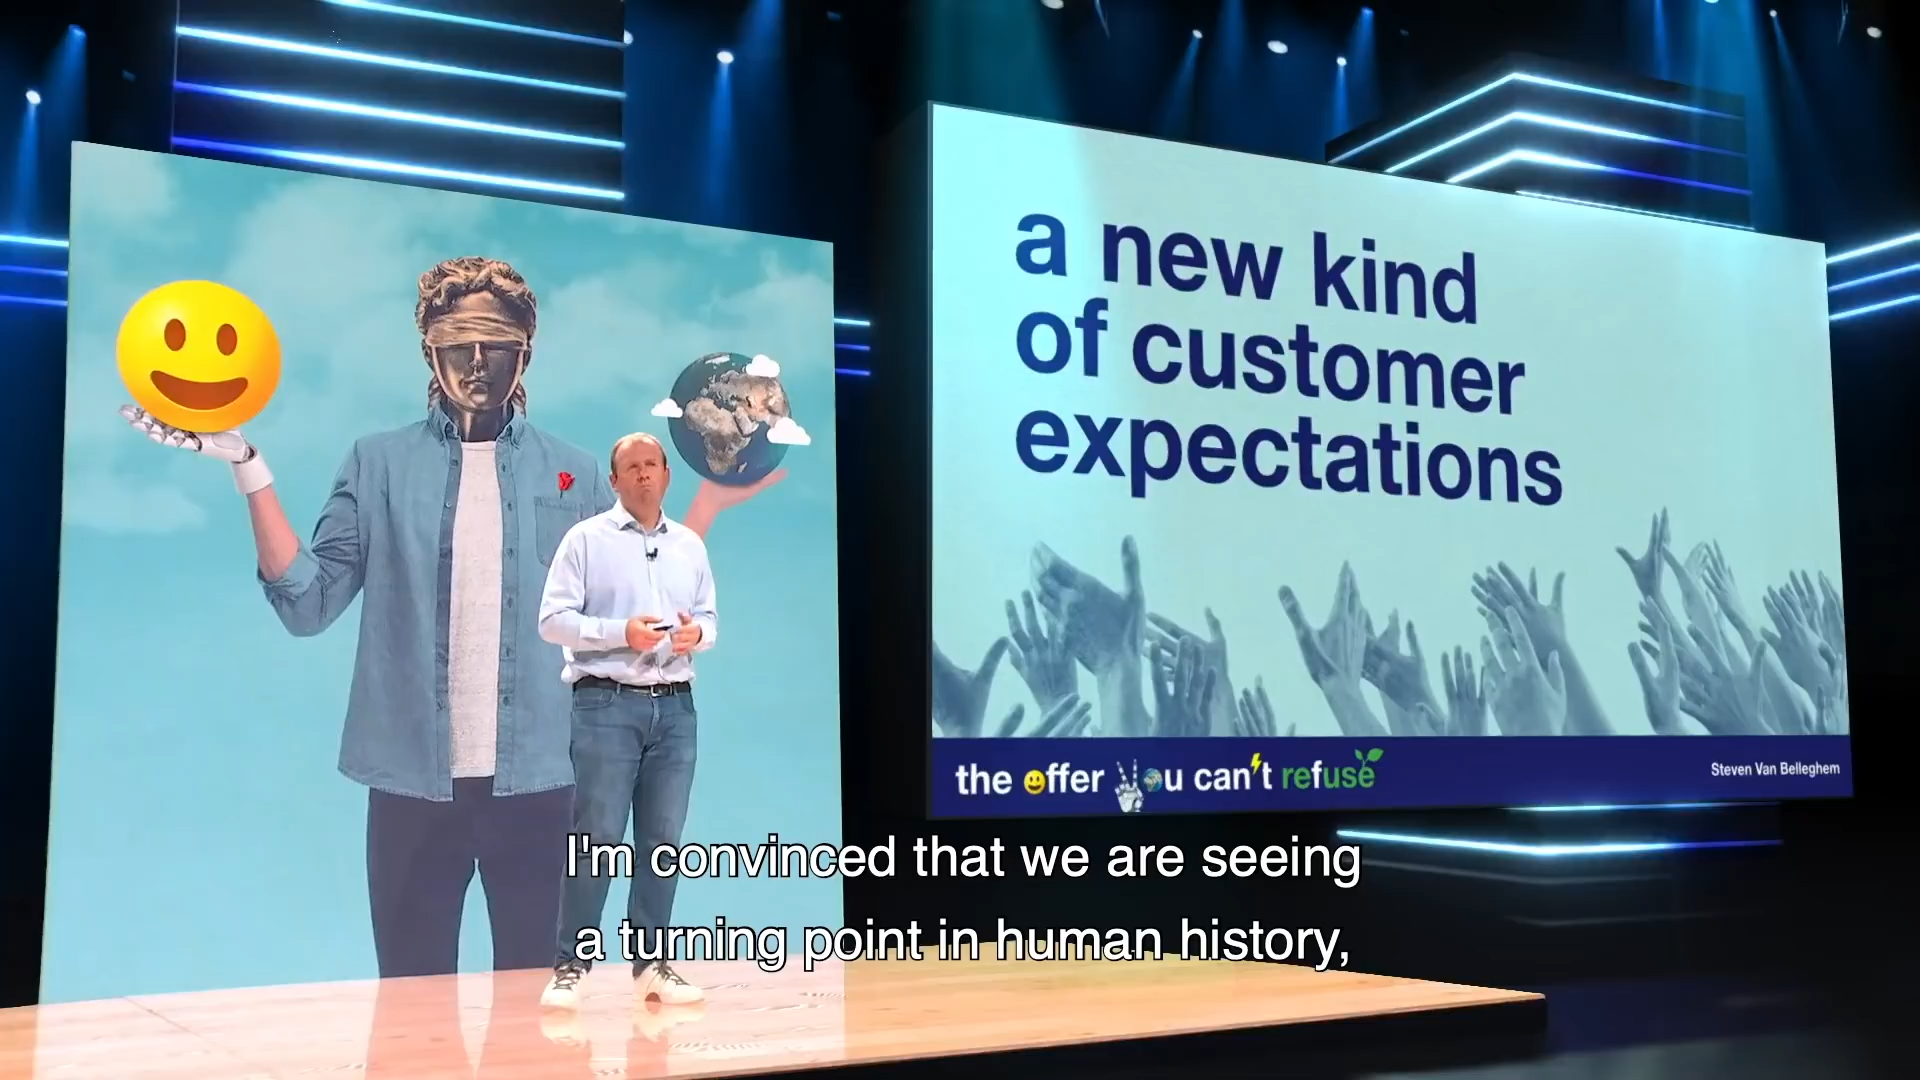 a new kind
of customer
expectations
the offer you can't refuse
Steven Van Belleghem
I'm convinced that we are seeing
a turning point in human history,